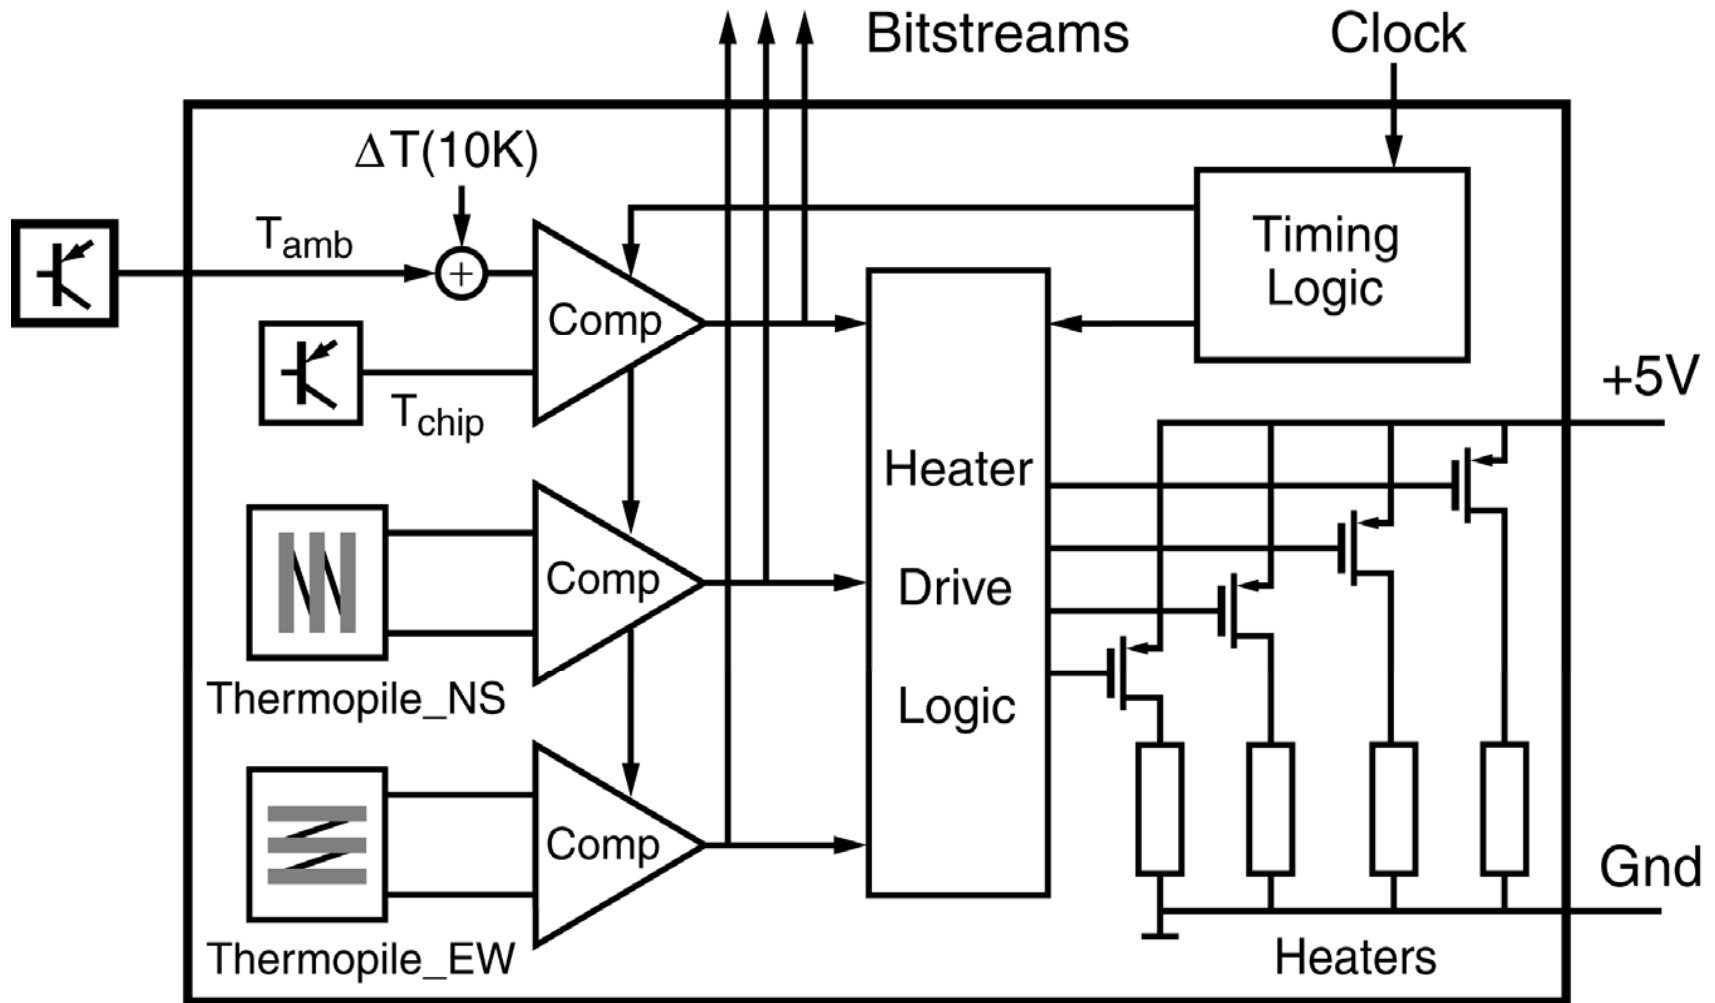 Bitstreams
Clock
ΔT(10K)
Tamb
+
Comp
Timing
Logic
Tchip
+5V
Heater
Drive
Logic
Comp
Thermopile_NS
Comp
Gnd
Thermopile_EW
Heaters